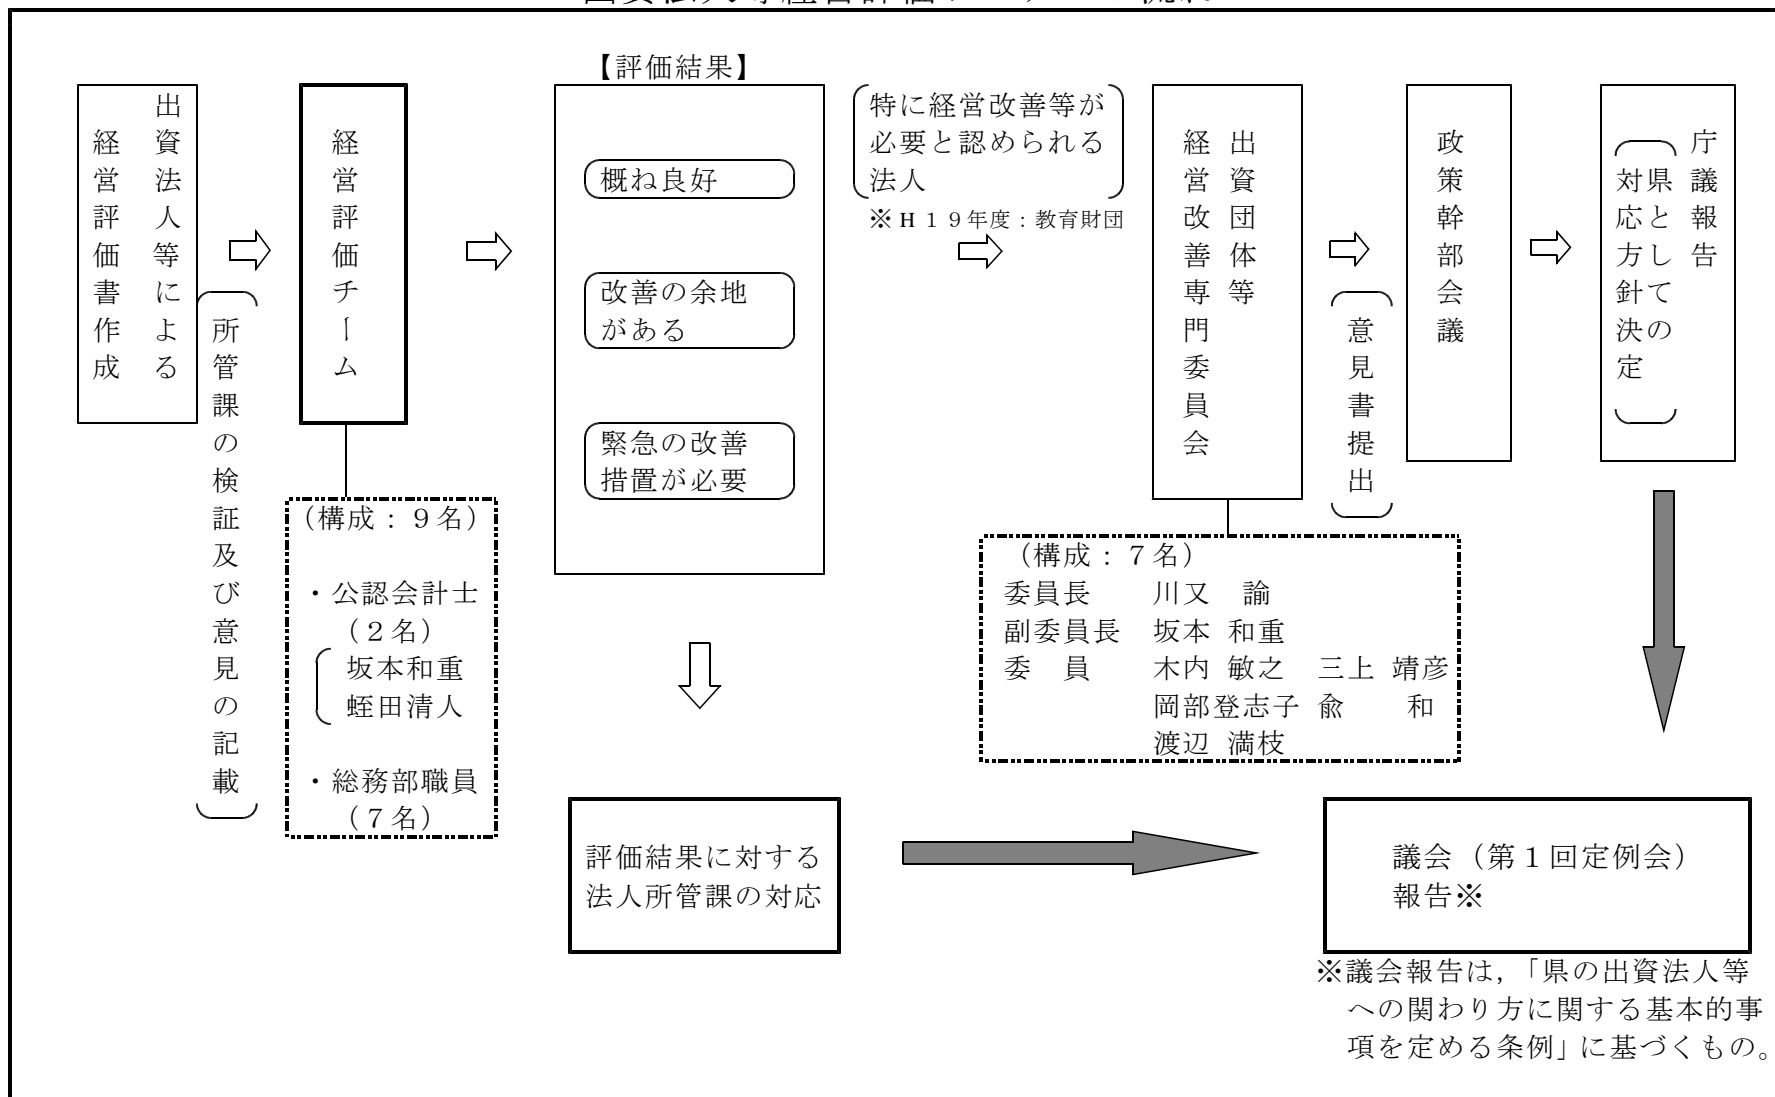 【評価結果】
出資法人等による
経営評価書作成
所管課の検証及び意見の記載
経営評価チーム
(構成:9名)
・公認会計士
(2名)
坂本和重
蛭田清人
・総務部職員
(7名)
概ね良好
改善の余地
がある
緊急の改善
措置が必要
特に経営改善等が
必要と認められる
法人
※H19年度:教育財団
出資団体等
経営改善専門委員会
(構成:7名)
委員長 川又 諭
副委員長 坂本 和重
委 員 木内 敏之 三上 靖彦
岡部登志子 兪 和
渡辺 満枝
意見書提出
政策幹部会議
庁議報告
県としての
対応方針決定
評価結果に対する
法人所管課の対応
議会(第1回定例会)
報告※
※議会報告は,「県の出資法人等
への関わり方に関する基本的事
項を定める条例」に基づくもの。